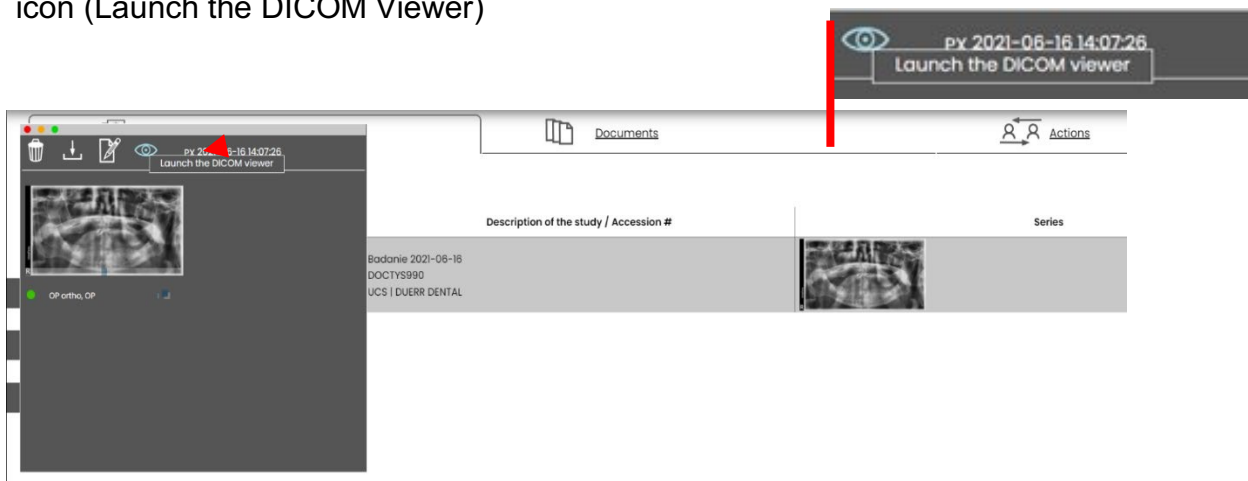 icon (Launch the DICOM Viewer)
PX 2021-06-16 14:07:26
Launch the DICOM viewer
Documents
Actions
Launch the DICOM viewer
Description of the study / Accession #
Series
Badanie 2021-06-16
DOCTYS990
UCS | DUERR DENTAL
OP ortho, OP